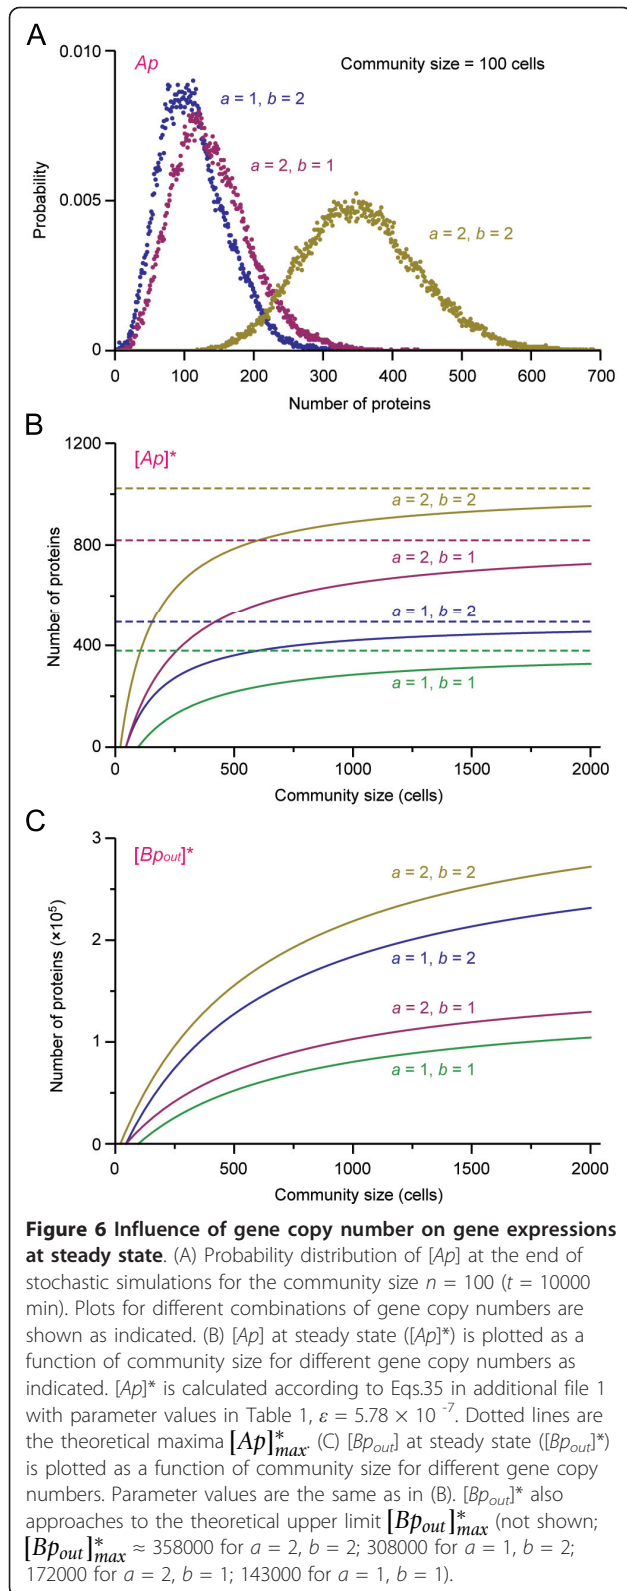 A
0.010
Ap
Community size = 100 cells
a = 1, b = 2
a = 2, b = 1
a = 2, b = 2
0.005
0
Probability
0 100 200 300 400 500 600 700
Number of proteins
B
1200
[Ap]*
a = 2, b = 2
800
a = 2, b = 1
a = 1, b = 2
400
a = 1, b = 1
0
Number of proteins
0 500 1000 1500 2000
Community size (cells)
C
3
[Bpout]*
a = 2, b = 2
2
a = 1, b = 2
a = 2, b = 1
1
a = 1, b = 1
0
Number of proteins (×10⁵)
0 500 1000 1500 2000
Community size (cells)
Figure 6 Influence of gene copy number on gene expressions
at steady state. (A) Probability distribution of [Ap] at the end of
stochastic simulations for the community size n = 100 (t = 10000
min). Plots for different combinations of gene copy numbers are
shown as indicated. (B) [Ap] at steady state ([Ap]*) is plotted as a
function of community size for different gene copy numbers as
indicated. [Ap]* is calculated according to Eqs.35 in additional file 1
with parameter values in Table 1, ε = 5.78 × 10 ⁻⁷. Dotted lines are
the theoretical maxima [Ap]*max. (C) [Bpout] at steady state ([Bpout]*)
is plotted as a function of community size for different gene copy
numbers. Parameter values are the same as in (B). [Bpout]* also
approaches to the theoretical upper limit [Bpout]*max (not shown;
[Bpout]*max ≈ 358000 for a = 2, b = 2; 308000 for a = 1, b = 2;
172000 for a = 2, b = 1; 143000 for a = 1, b = 1).